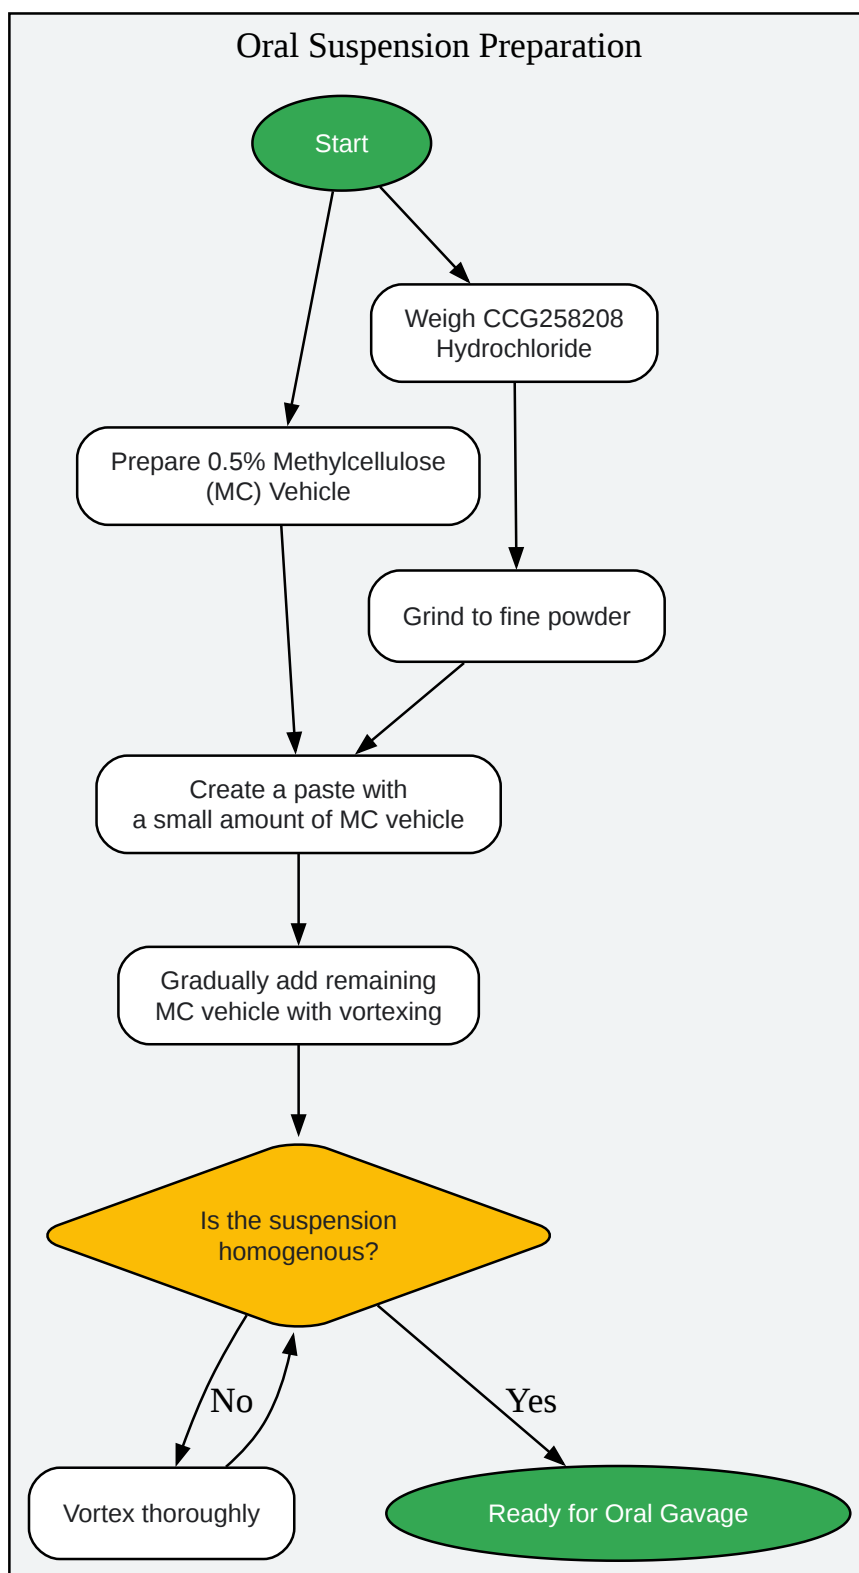 Oral Suspension Preparation
Start
Weigh CCG258208
Hydrochloride
Prepare 0.5% Methylcellulose
(MC) Vehicle
Grind to fine powder
Create a paste with
a small amount of MC vehicle
Gradually add remaining
MC vehicle with vortexing
Is the suspension
homogenous?
No
Yes
Vortex thoroughly
Ready for Oral Gavage